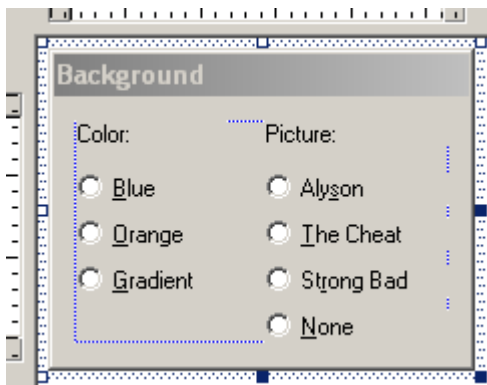 Background
Color: Picture:
Blue Alyson
Orange The Cheat
Gradient Strong Bad
None